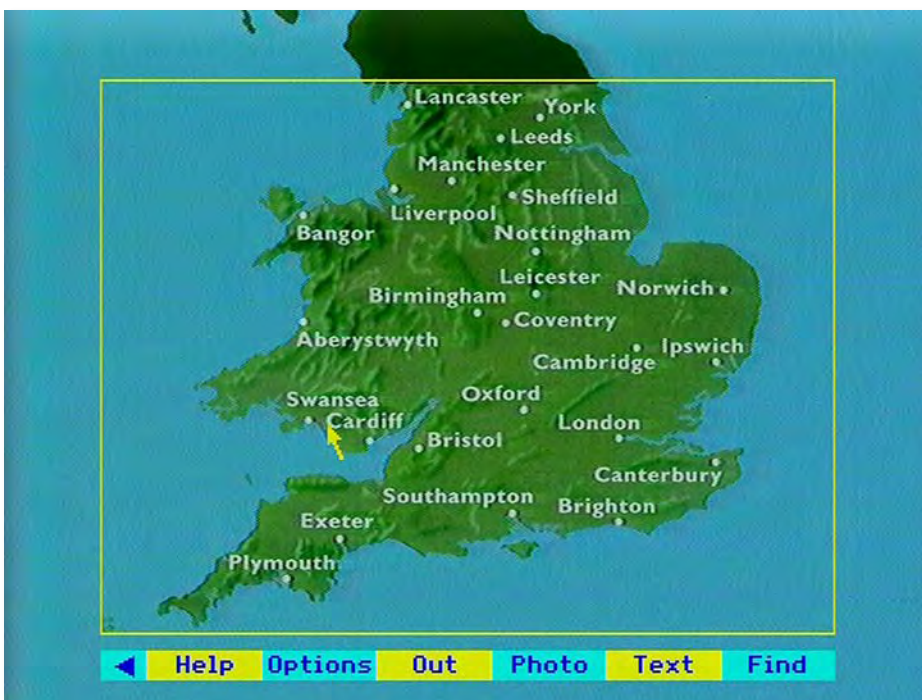 Lancaster
York
Leeds
Manchester
Sheffield
Liverpool
Bangor
Nottingham
Leicester
Norwich
Birmingham
Coventry
Aberystwyth
Ipswich
Cambridge
Swansea
Oxford
Cardiff
London
Bristol
Canterbury
Southampton
Brighton
Exeter
Plymouth
Help Options Out Photo Text Find